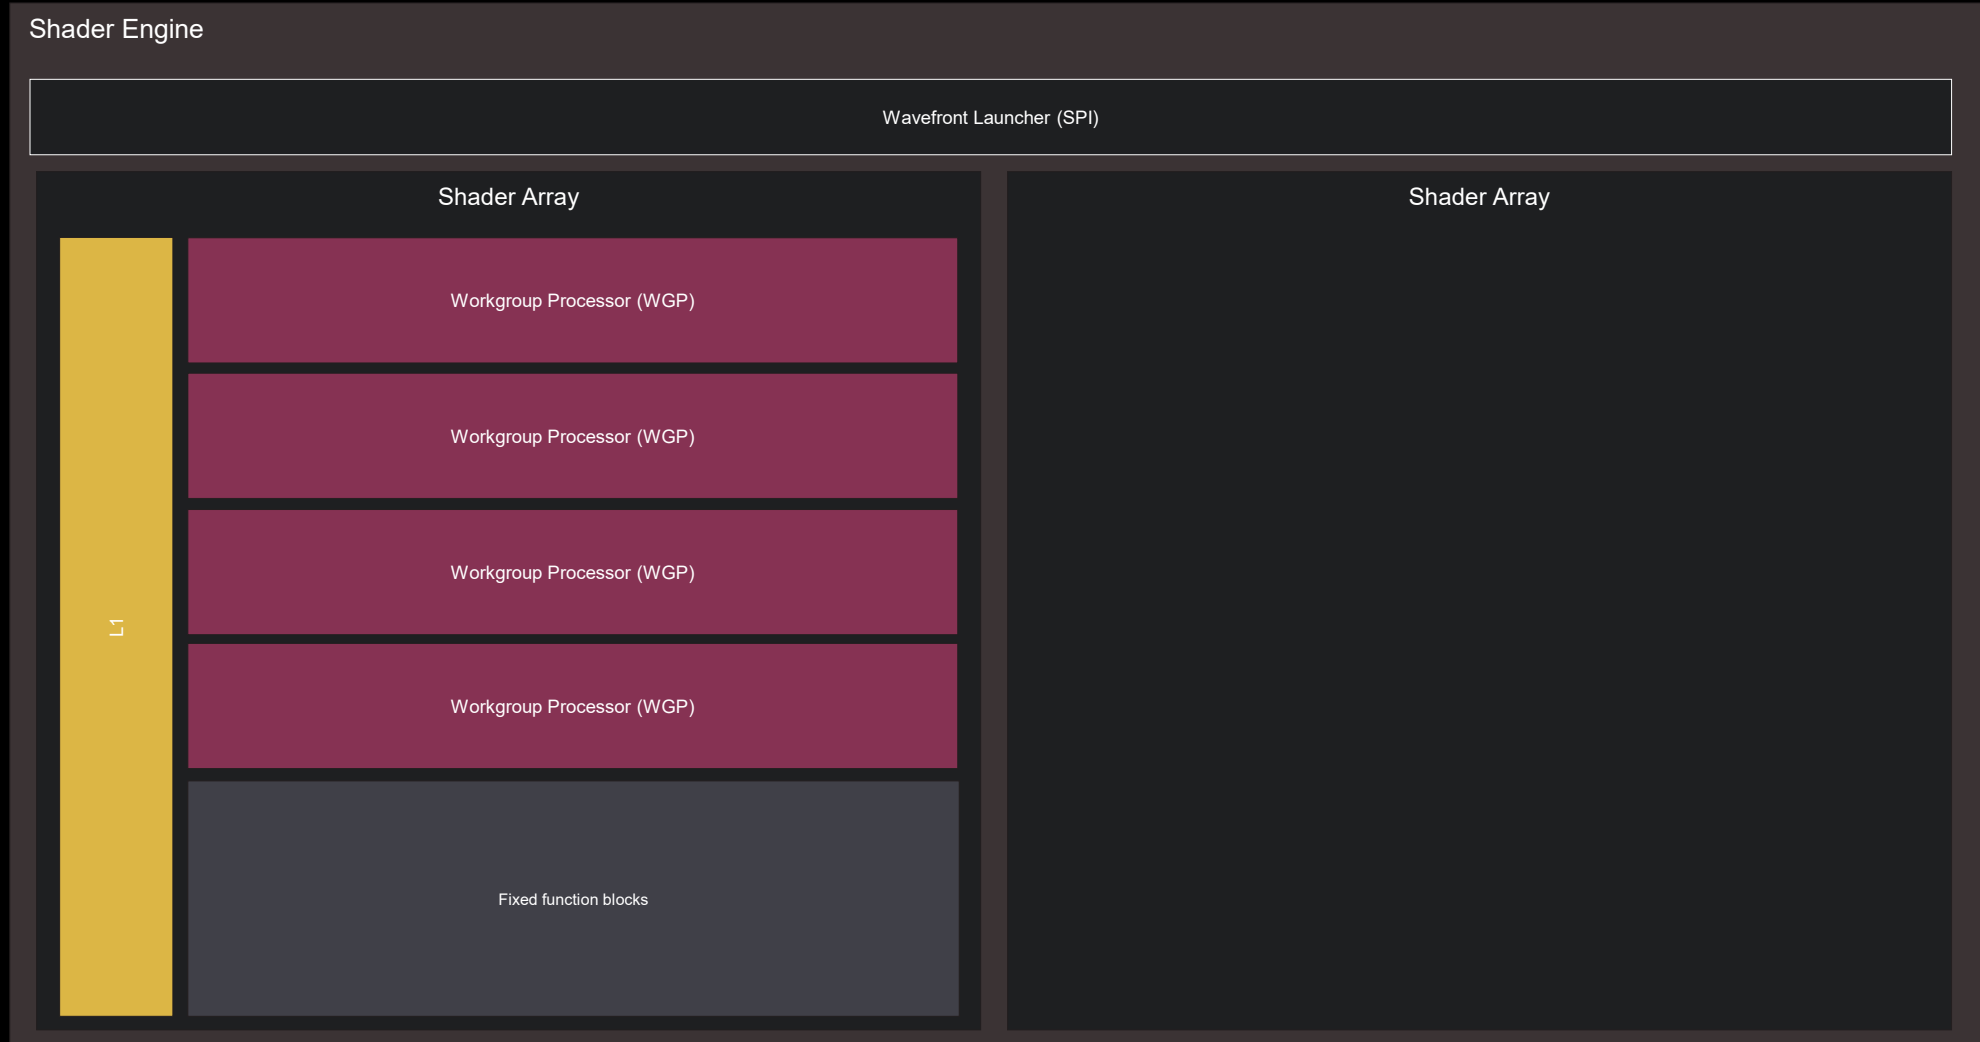 Shader Engine
Wavefront Launcher (SPI)
Shader Array
L1
Workgroup Processor (WGP)
Workgroup Processor (WGP)
Workgroup Processor (WGP)
Workgroup Processor (WGP)
Fixed function blocks
Shader Array